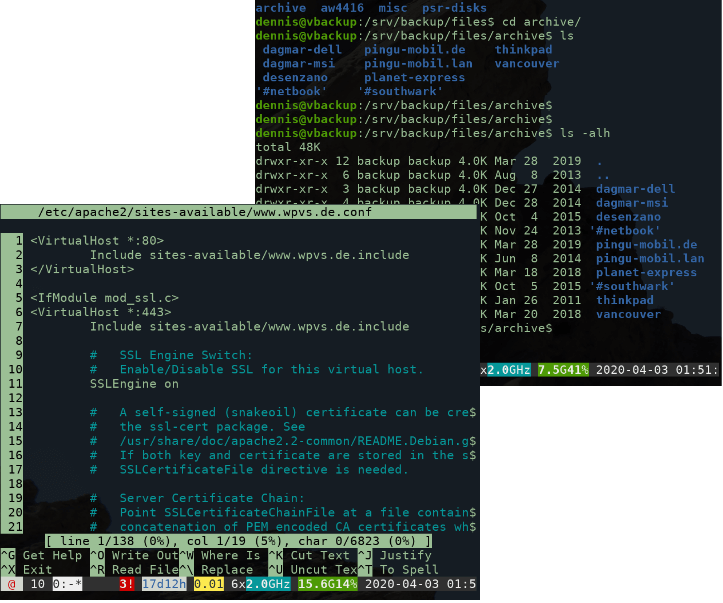 archive  aw4416  misc  psr-disks
dennis@vbackup:/srv/backup/files$ cd archive/
dennis@vbackup:/srv/backup/files/archive$ ls
 dagmar-dell   pingu-mobil.de    thinkpad
 dagmar-msi    pingu-mobil.lan   vancouver
 desenzano     planet-express
'#netbook'    '#southwark'
dennis@vbackup:/srv/backup/files/archive$
dennis@vbackup:/srv/backup/files/archive$
dennis@vbackup:/srv/backup/files/archive$ ls -alh
total 48K
drwxr-xr-x 12 backup backup 4.0K Mar 28  2019  .
drwxr-xr-x  6 backup backup 4.0K Aug  8  2013  ..
drwxr-xr-x  3 backup backup 4.0K Dec 27  2014  dagmar-dell
drwxr-xr-x  4 backup backup 4.0K Dec 28  2014  dagmar-msi
K Oct  4  2015  desenzano
K Nov 24  2013 '#netbook'
K Mar 28  2019  pingu-mobil.de
K Jun  8  2014  pingu-mobil.lan
K Mar 18  2018  planet-express
K Oct  5  2015 '#southwark'
K Jan 26  2011  thinkpad
K Mar 20  2018  vancouver
s/archive$
x2.0GHz 7.5G41% 2020-04-03 01:51:
/etc/apache2/sites-available/www.wpvs.de.conf
1 <VirtualHost *:80>
2         Include sites-available/www.wpvs.de.include
3 </VirtualHost>
4
5 <IfModule mod_ssl.c>
6 <VirtualHost *:443>
7         Include sites-available/www.wpvs.de.include
8
9         #   SSL Engine Switch:
10         #   Enable/Disable SSL for this virtual host.
11         SSLEngine on
12
13         #   A self-signed (snakeoil) certificate can be cre$
14         #   the ssl-cert package. See
15         #   /usr/share/doc/apache2.2-common/README.Debian.g$
16         #   If both key and certificate are stored in the s$
17         #   SSLCertificateFile directive is needed.
18
19         #   Server Certificate Chain:
20         #   Point SSLCertificateChainFile at a file contain$
21         #   concatenation of PEM encoded CA certificates wh$
[ line 1/138 (0%), col 1/19 (5%), char 0/6823 (0%) ]
^G Get Help ^O Write Out ^W Where Is ^K Cut Text ^J Justify
^X Exit     ^R Read File ^\ Replace  ^U Uncut Tex ^T To Spell
@  10 0:-*     3! 17d12h 0.01 6x2.0GHz 15.6G14% 2020-04-03 01:5